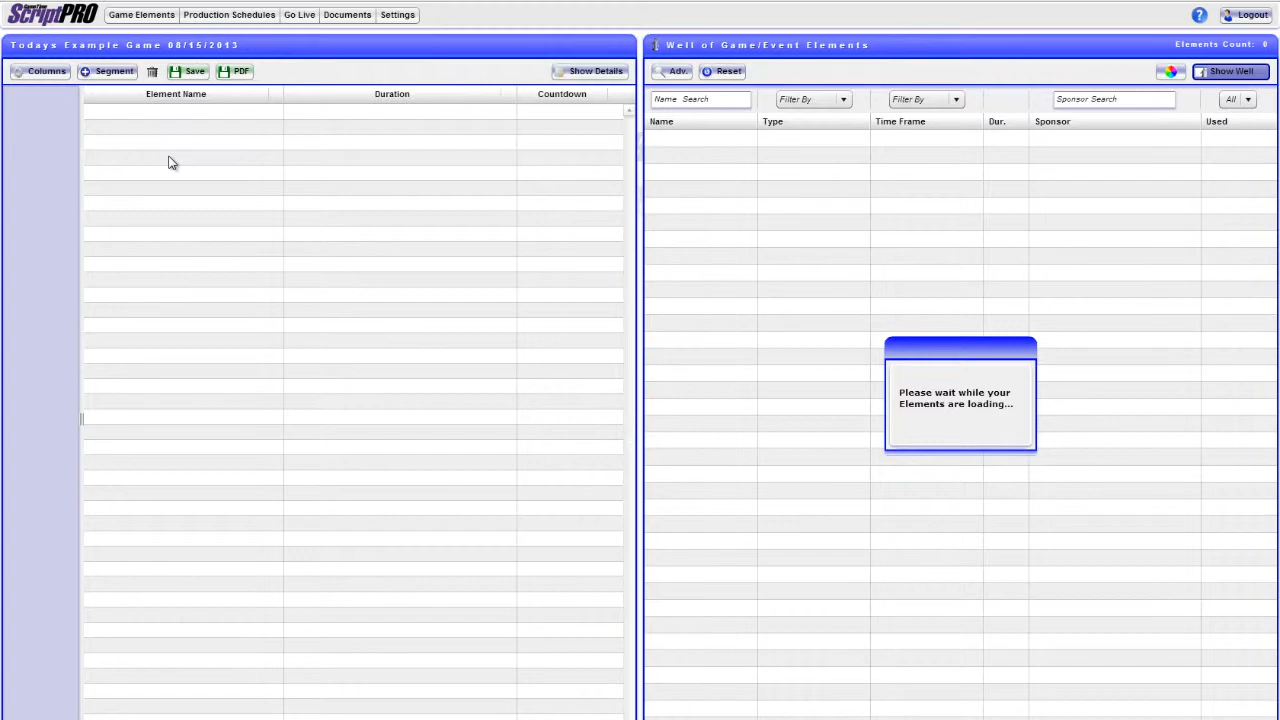 GameTime
ScriptPRO
Game Elements
Production Schedules
Go Live
Documents
Settings
?
Logout
Todays Example Game 08/15/2013
Well of Game/Event Elements
Elements Count: 0
Columns
Segment
Save
PDF
Show Details
Adv.
Reset
Show Well
Element Name
Duration
Countdown
Name Search
Filter By
Filter By
Sponsor Search
All
Name
Type
Time Frame
Dur.
Sponsor
Used
Please wait while your
Elements are loading...